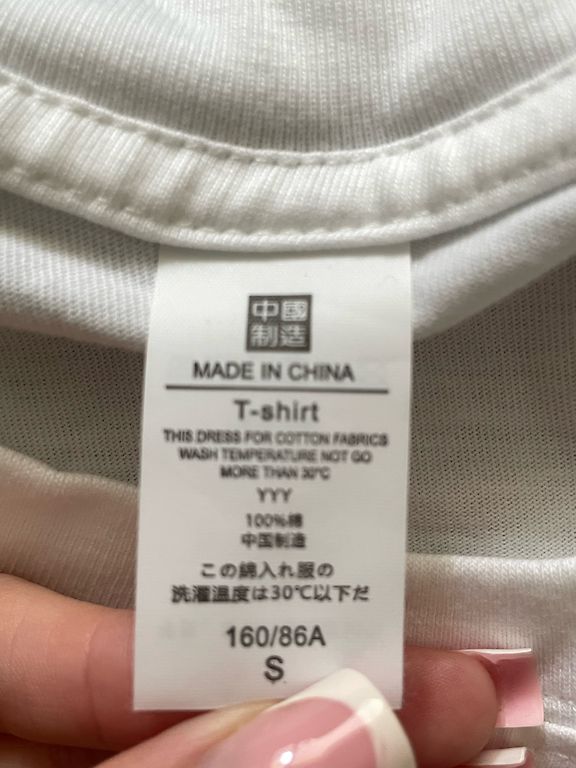 中國
制造
MADE IN CHINA
T-shirt
THIS DRESS FOR COTTON FABRICS
WASH TEMPERATURE NOT GO
MORE THAN 30°C
YYY
100%棉
中国制造
この綿入れ服の
洗濯温度は30℃以下だ
160/86A
S